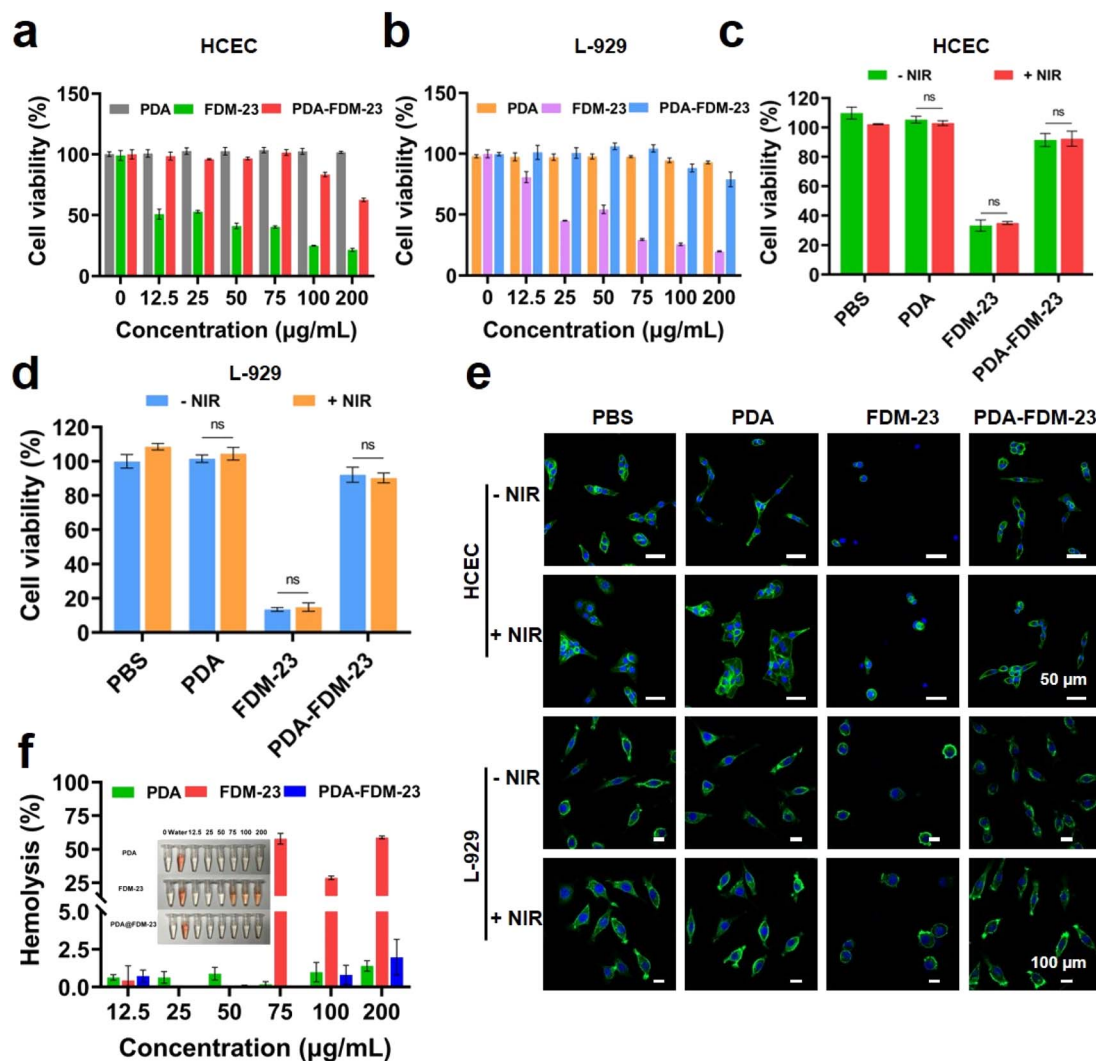 a
HCEC
PDA FDM-23 PDA-FDM-23
Cell viability (%)
150
100
50
0
0 12.5 25 50 75 100 200
Concentration (µg/mL)
b
L-929
PDA FDM-23 PDA-FDM-23
Cell viability (%)
150
100
50
0
0 12.5 25 50 75 100 200
Concentration (µg/mL)
c
HCEC
- NIR + NIR
Cell viability (%)
120
100
80
60
40
20
0
ns
ns
ns
PBS PDA FDM-23 PDA-FDM-23
d
L-929
- NIR + NIR
Cell viability (%)
120
100
80
60
40
20
0
ns
ns
ns
PBS PDA FDM-23 PDA-FDM-23
e
PBS PDA FDM-23 PDA-FDM-23
HCEC
- NIR
+ NIR
50 µm
L-929
- NIR
+ NIR
100 µm
f
PDA FDM-23 PDA-FDM-23
Hemolysis (%)
100
75
50
25
5.0
2.5
0.0
0 Water 12.5 25 50 75 100 200
PDA
FDM-23
PDA@FDM-23
12.5 25 50 75 100 200
Concentration (µg/mL)